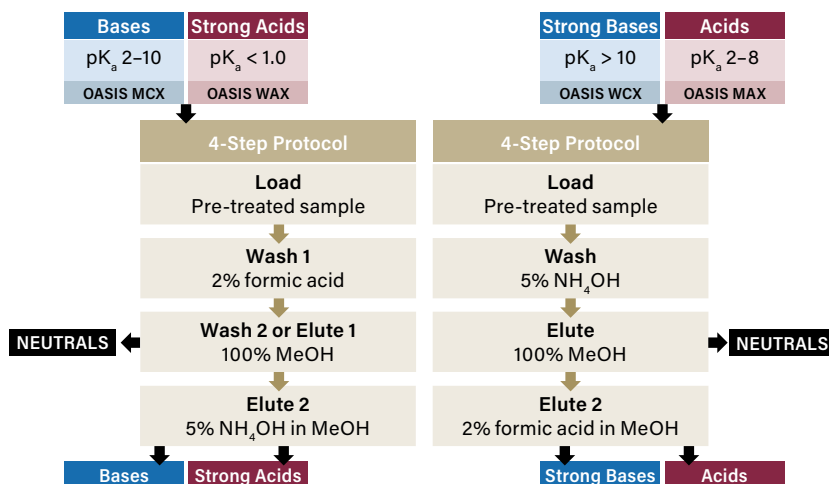 Bases
Strong Acids
pKa 2–10
pKa < 1.0
OASIS MCX
OASIS WAX
4-Step Protocol
Load
Pre-treated sample
Wash 1
2% formic acid
Wash 2 or Elute 1
100% MeOH
NEUTRALS
Elute 2
5% NH4OH in MeOH
Bases
Strong Acids
Strong Bases
Acids
pKa > 10
pKa 2–8
OASIS WCX
OASIS MAX
4-Step Protocol
Load
Pre-treated sample
Wash
5% NH4OH
Elute
100% MeOH
NEUTRALS
Elute 2
2% formic acid in MeOH
Strong Bases
Acids